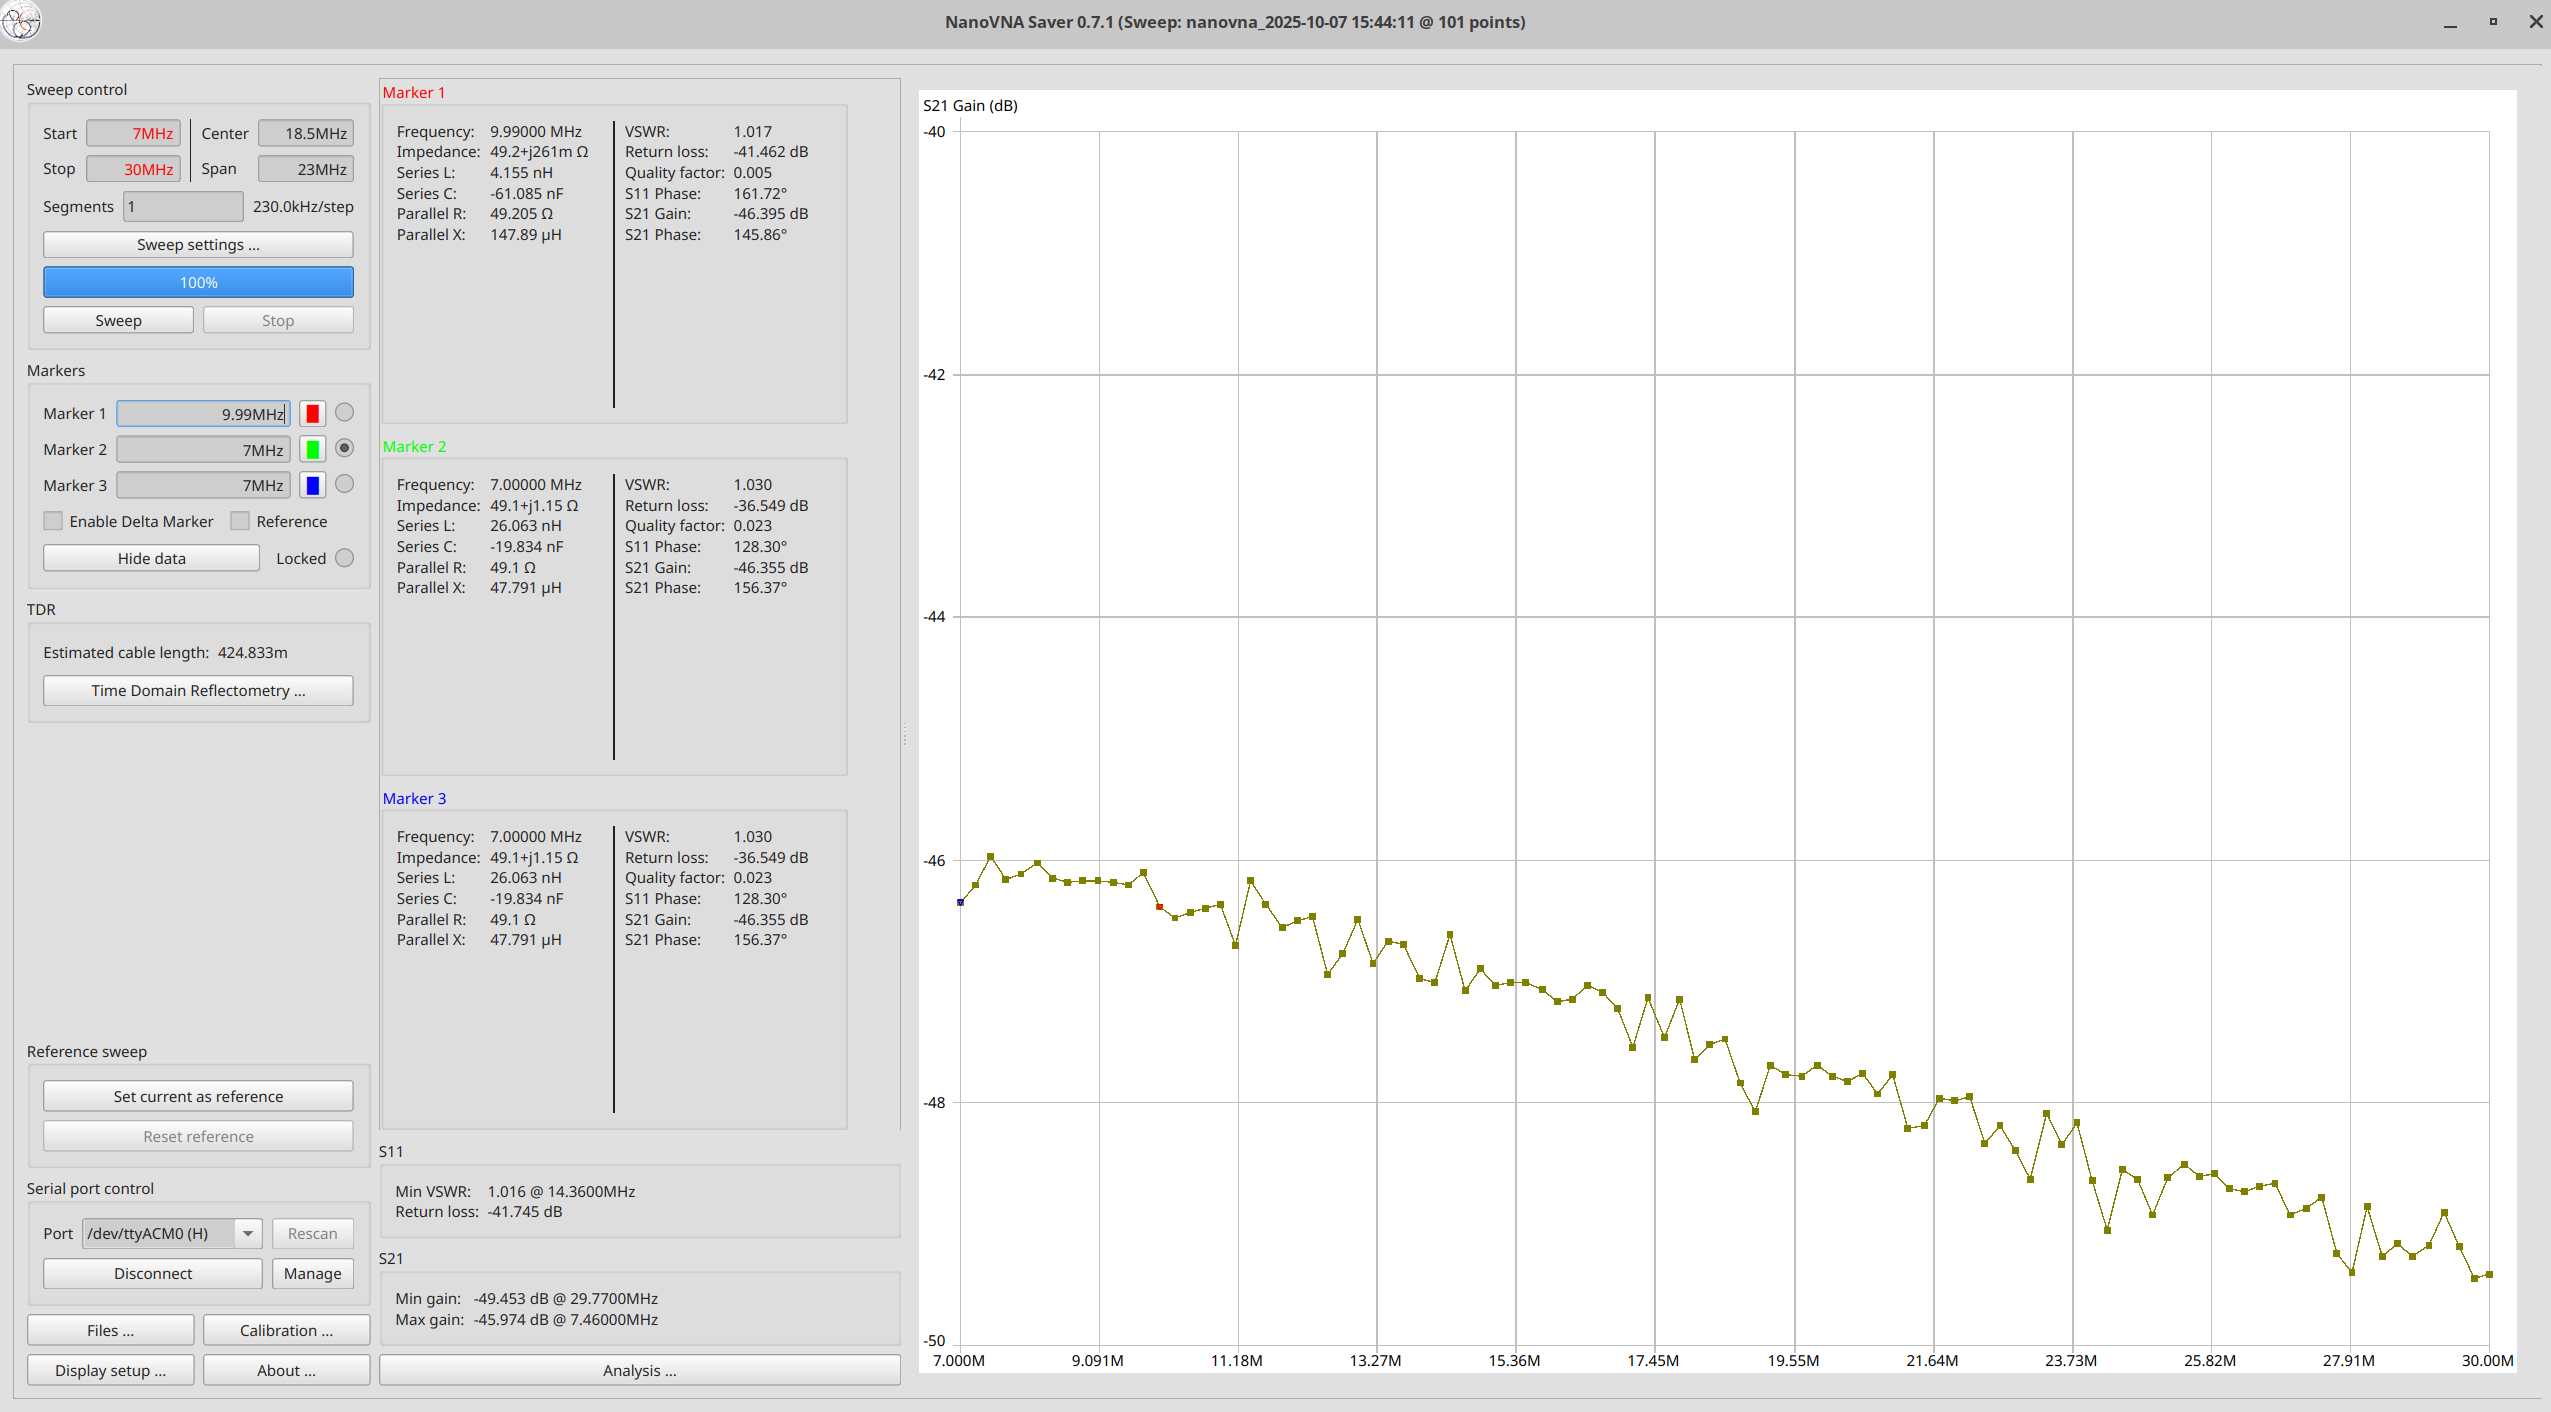 NanoVNA Saver 0.7.1 (Sweep: nanovna_2025-10-07 15:44:11 @ 101 points)
Sweep control
Start 7MHz Center 18.5MHz
Stop 30MHz Span 23MHz
Segments 1 230.0kHz/step
Sweep settings ...
100%
Sweep Stop
Markers
Marker 1 9.99MHz
Marker 2 7MHz
Marker 3 7MHz
Enable Delta Marker Reference
Hide data Locked
TDR
Estimated cable length: 424.833m
Time Domain Reflectometry ...
Reference sweep
Set current as reference
Reset reference
Serial port control
Port /dev/ttyACM0 (H) Rescan
Disconnect Manage
Files ... Calibration ...
Display setup ... About ...
Marker 1
Frequency: 9.99000 MHz VSWR: 1.017
Impedance: 49.2+j261m Ω Return loss: -41.462 dB
Series L: 4.155 nH Quality factor: 0.005
Series C: -61.085 nF S11 Phase: 161.72°
Parallel R: 49.205 Ω S21 Gain: -46.395 dB
Parallel X: 147.89 µH S21 Phase: 145.86°
Marker 2
Frequency: 7.00000 MHz VSWR: 1.030
Impedance: 49.1+j1.15 Ω Return loss: -36.549 dB
Series L: 26.063 nH Quality factor: 0.023
Series C: -19.834 nF S11 Phase: 128.30°
Parallel R: 49.1 Ω S21 Gain: -46.355 dB
Parallel X: 47.791 µH S21 Phase: 156.37°
Marker 3
Frequency: 7.00000 MHz VSWR: 1.030
Impedance: 49.1+j1.15 Ω Return loss: -36.549 dB
Series L: 26.063 nH Quality factor: 0.023
Series C: -19.834 nF S11 Phase: 128.30°
Parallel R: 49.1 Ω S21 Gain: -46.355 dB
Parallel X: 47.791 µH S21 Phase: 156.37°
S11
Min VSWR: 1.016 @ 14.3600MHz
Return loss: -41.745 dB
S21
Min gain: -49.453 dB @ 29.7700MHz
Max gain: -45.974 dB @ 7.46000MHz
Analysis ...
S21 Gain (dB)
-40
-42
-44
-46
-48
-50
7.000M 9.091M 11.18M 13.27M 15.36M 17.45M 19.55M 21.64M 23.73M 25.82M 27.91M 30.00M